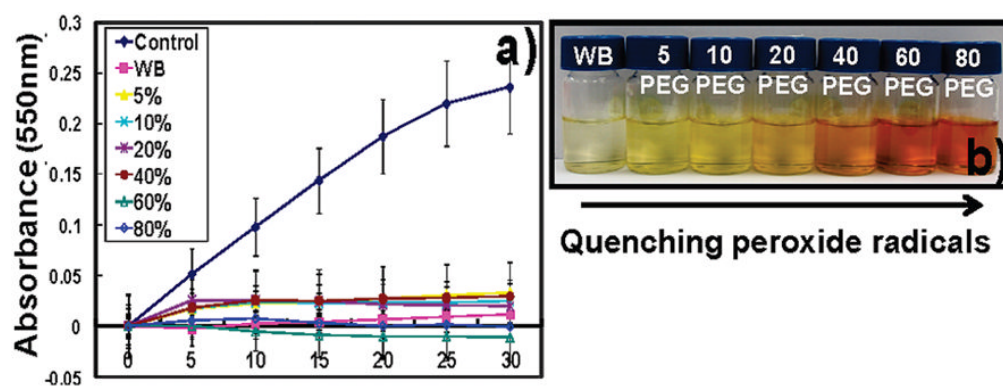 Absorbance (550nm)
0.3
0.25
0.2
0.15
0.1
0.05
0
-0.05
Control
WB
5%
10%
20%
40%
60%
80%
a)
0 5 10 15 20 25 30
WB 5 10 20 40 60 80
PEG PEG PEG PEG PEG PEG
b)
Quenching peroxide radicals